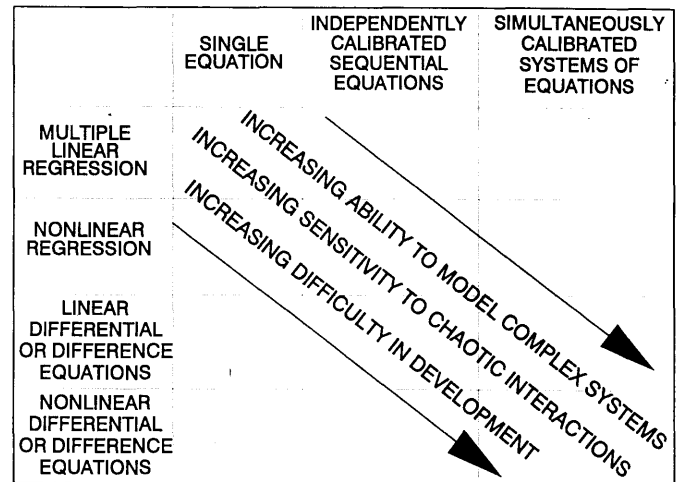 SINGLE
EQUATION
INDEPENDENTLY
CALIBRATED
SEQUENTIAL
EQUATIONS
SIMULTANEOUSLY
CALIBRATED
SYSTEMS OF
EQUATIONS
MULTIPLE
LINEAR
REGRESSION
NONLINEAR
REGRESSION
LINEAR
DIFFERENTIAL
OR DIFFERENCE
EQUATIONS
NONLINEAR
DIFFERENTIAL
OR DIFFERENCE
EQUATIONS
INCREASING ABILITY TO MODEL COMPLEX SYSTEMS
INCREASING SENSITIVITY TO CHAOTIC INTERACTIONS
INCREASING DIFFICULTY IN DEVELOPMENT